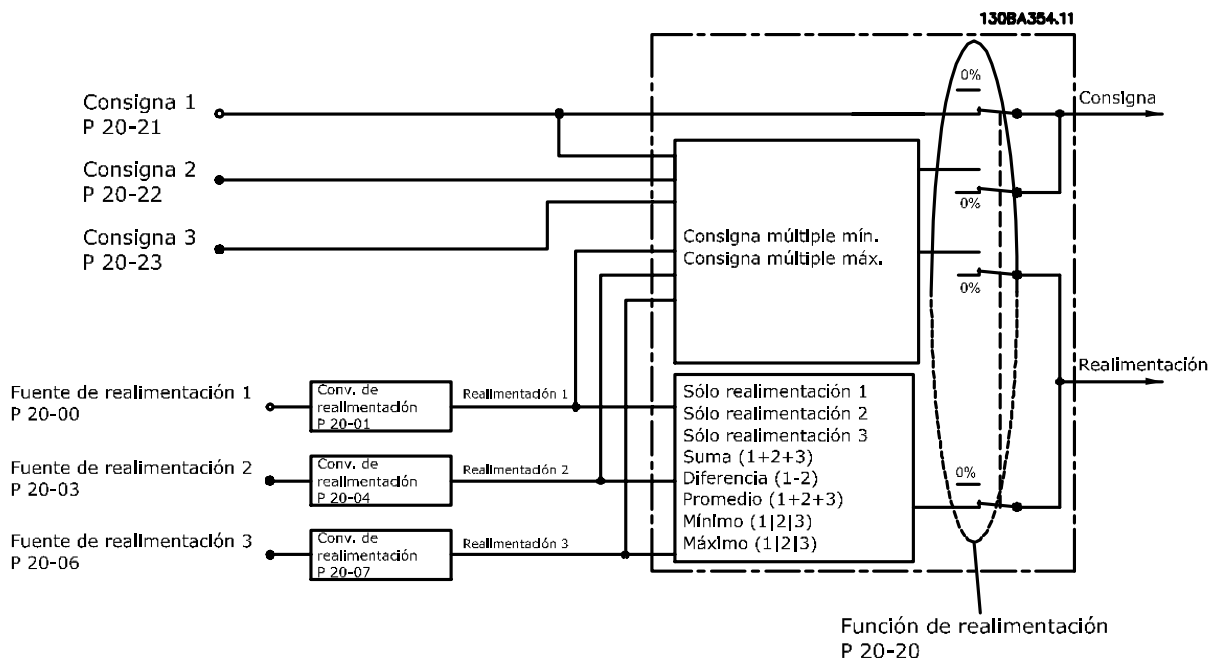 130BA354.11
0%
Consigna 1
P 20-21
Consigna
Consigna 2
P 20-22
0%
Consigna 3
P 20-23
Consigna múltiple mín.
Consigna múltiple máx.
0%
Fuente de realimentación 1
P 20-00
Conv. de
realimentación
P 20-01
Realimentación 1
Realimentación
Sólo realimentación 1
Sólo realimentación 2
Sólo realimentación 3
Suma (1+2+3)
Diferencia (1-2)
Promedio (1+2+3)
Mínimo (1|2|3)
Máximo (1|2|3)
0%
Fuente de realimentación 2
P 20-03
Conv. de
realimentación
P 20-04
Realimentación 2
Fuente de realimentación 3
P 20-06
Conv. de
realimentación
P 20-07
Realimentación 3
Función de realimentación
P 20-20